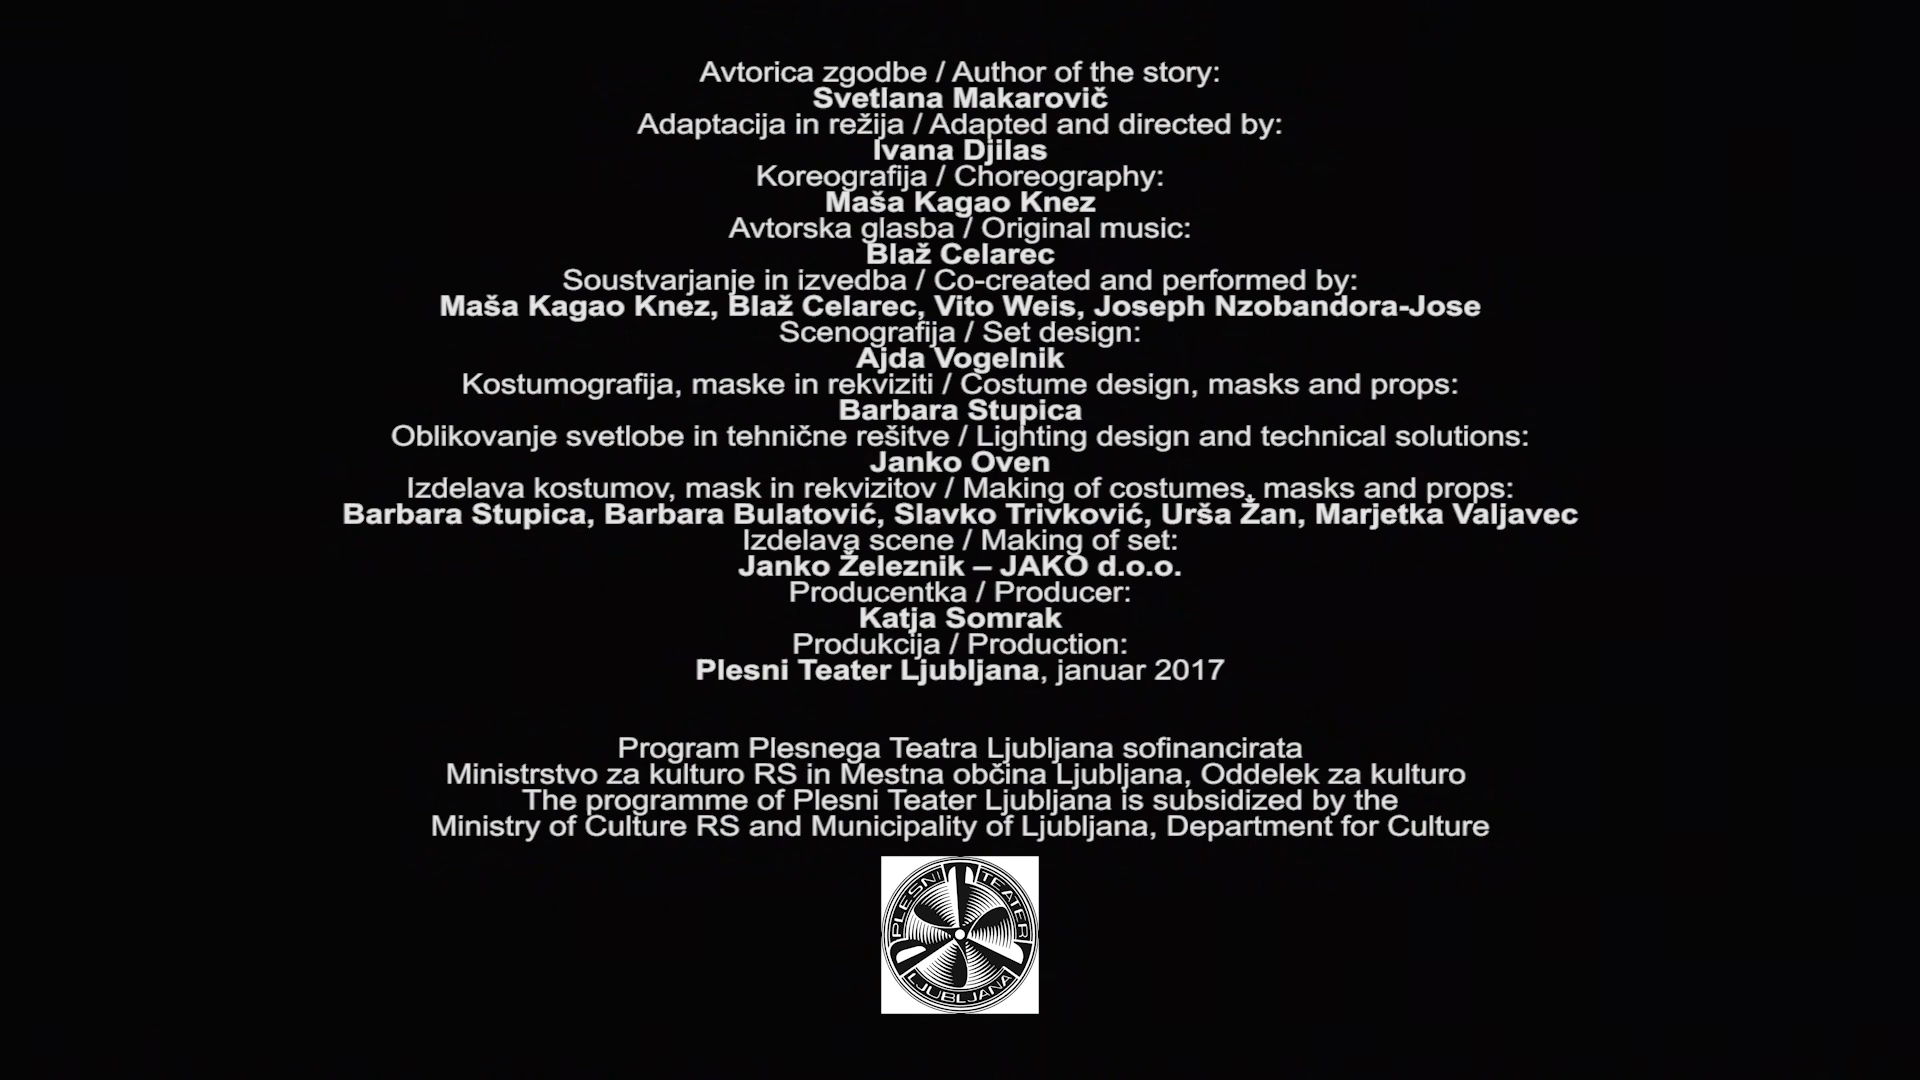 Avtorica zgodbe / Author of the story:
Svetlana Makarovič
Adaptacija in režija / Adapted and directed by:
Ivana Djilas
Koreografija / Choreography:
Maša Kagao Knez
Avtorska glasba / Original music:
Blaž Celarec
Soustvarjanje in izvedba / Co-created and performed by:
Maša Kagao Knez, Blaž Celarec, Vito Weis, Joseph Nzobandora-Jose
Scenografija / Set design:
Ajda Vogelnik
Kostumografija, maske in rekviziti / Costume design, masks and props:
Barbara Stupica
Oblikovanje svetlobe in tehnične rešitve / Lighting design and technical solutions:
Janko Oven
Izdelava kostumov, mask in rekvizitov / Making of costumes, masks and props:
Barbara Stupica, Barbara Bulatović, Slavko Trivković, Urša Žan, Marjetka Valjavec
Izdelava scene / Making of set:
Janko Železnik – JAKO d.o.o.
Producentka / Producer:
Katja Somrak
Produkcija / Production:
Plesni Teater Ljubljana, januar 2017
Program Plesnega Teatra Ljubljana sofinancirata
Ministrstvo za kulturo RS in Mestna občina Ljubljana, Oddelek za kulturo
The programme of Plesni Teater Ljubljana is subsidized by the
Ministry of Culture RS and Municipality of Ljubljana, Department for Culture
PLESNI TEATER
LJUBLJANA